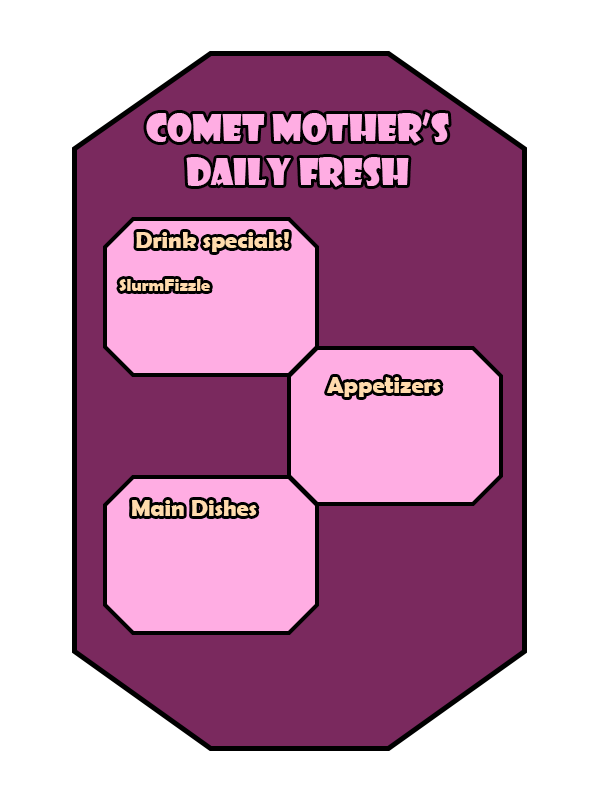 COMET MOTHER'S
DAILY FRESH
Drink specials!
SlurmFizzle
Appetizers
Main Dishes